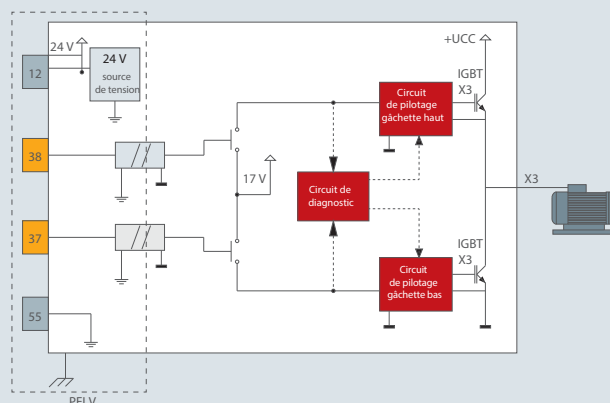 24 V
12
24 V
source
de tension
38
37
55
PELV
17 V
Circuit
de pilotage
gâchette haut
Circuit de
diagnostic
Circuit
de pilotage
gâchette bas
+UCC
IGBT
X3
X3
IGBT
X3